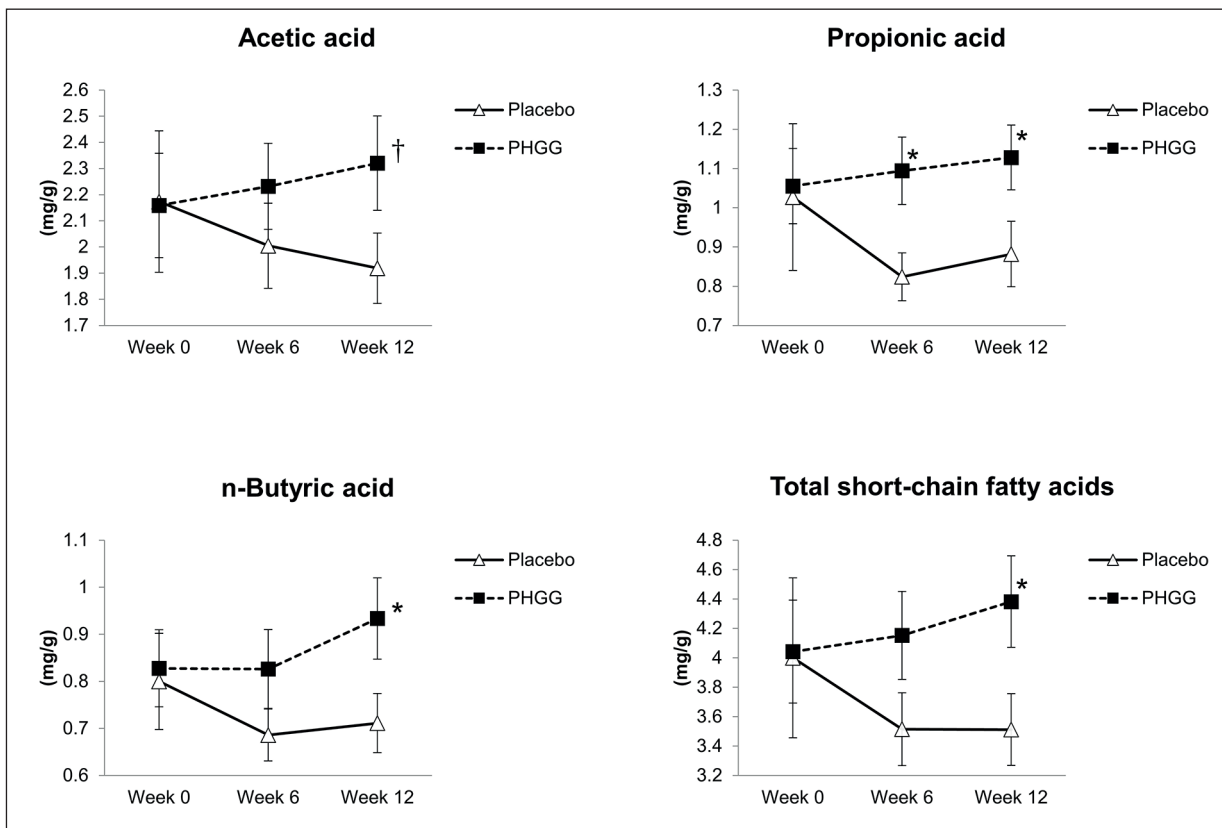 Acetic acid
(mg/g)
2.6
2.5
2.4
2.3
2.2
2.1
2
1.9
1.8
1.7
Week 0 Week 6 Week 12
†
Placebo
PHGG
Propionic acid
(mg/g)
1.3
1.2
1.1
1
0.9
0.8
0.7
Week 0 Week 6 Week 12
* *
Placebo
PHGG
n-Butyric acid
(mg/g)
1.1
1
0.9
0.8
0.7
0.6
Week 0 Week 6 Week 12
*
Placebo
PHGG
Total short-chain fatty acids
(mg/g)
4.8
4.6
4.4
4.2
4
3.8
3.6
3.4
3.2
Week 0 Week 6 Week 12
*
Placebo
PHGG